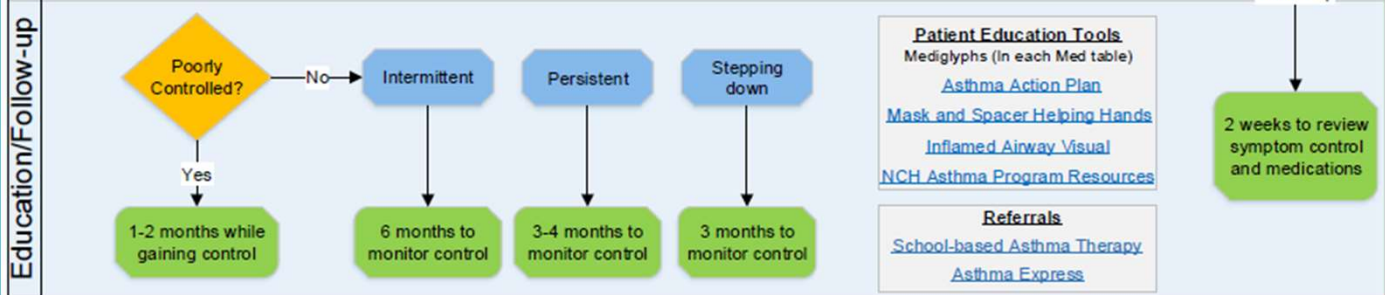 Education/Follow-up
Poorly
Controlled?
No
Yes
1-2 months while
gaining control
Intermittent
6 months to
monitor control
Persistent
3-4 months to
monitor control
Stepping
down
3 months to
monitor control
Patient Education Tools
Mediglyphs (In each Med table)
Asthma Action Plan
Mask and Spacer Helping Hands
Inflamed Airway Visual
NCH Asthma Program Resources
Referrals
School-based Asthma Therapy
Asthma Express
2 weeks to review
symptom control
and medications